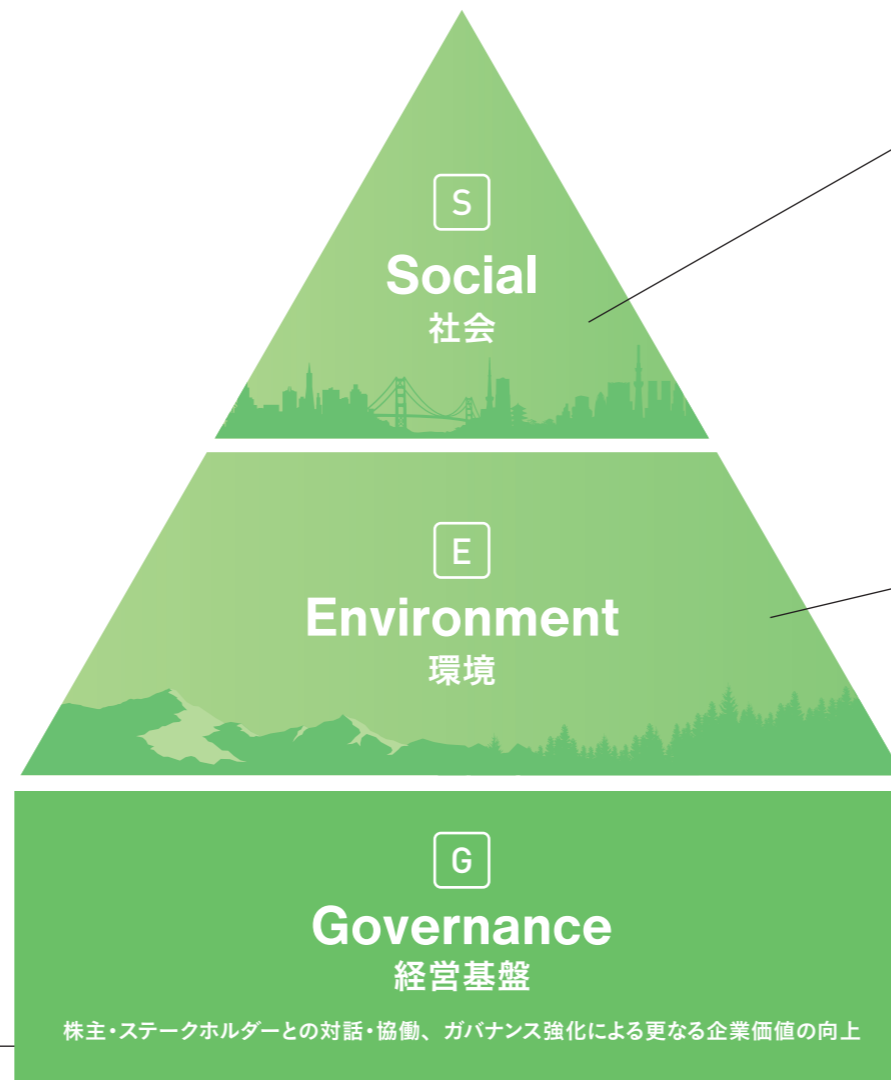 S
Social
社会
E
Environment
環境
G
Governance
経営基盤
株主・ステークホルダーとの対話・協働、ガバナンス強化による更なる企業価値の向上